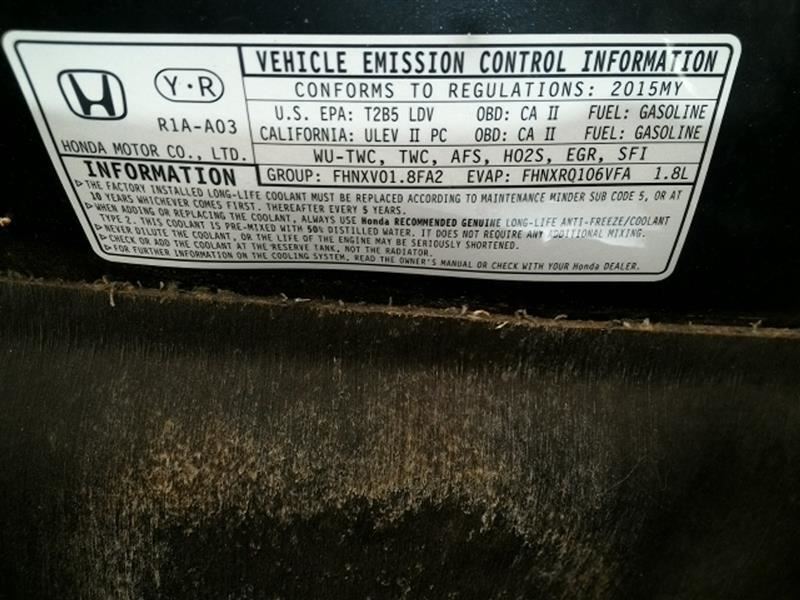 Y·R
R1A-A03
HONDA MOTOR CO., LTD.
VEHICLE EMISSION CONTROL INFORMATION
CONFORMS TO REGULATIONS: 2015MY
U.S. EPA: T2B5 LDV OBD: CA II FUEL: GASOLINE
CALIFORNIA: ULEV II PC OBD: CA II FUEL: GASOLINE
WU-TWC, TWC, AFS, HO2S, EGR, SFI
GROUP: FHNXV01.8FA2 EVAP: FHNXRQ106VFA 1.8L
INFORMATION
▷THE FACTORY INSTALLED LONG-LIFE COOLANT MUST BE REPLACED ACCORDING TO MAINTENANCE MINDER SUB CODE 5, OR AT
10 YEARS WHICHEVER COMES FIRST. THEREAFTER EVERY 5 YEARS.
▷WHEN ADDING OR REPLACING THE COOLANT, ALWAYS USE Honda RECOMMENDED GENUINE LONG-LIFE ANTI-FREEZE/COOLANT
TYPE 2. THIS COOLANT IS PRE-MIXED WITH 50% DISTILLED WATER. IT DOES NOT REQUIRE ANY ADDITIONAL MIXING.
▷NEVER DILUTE THE COOLANT, OR THE LIFE OF THE ENGINE MAY BE SERIOUSLY SHORTENED.
▷CHECK OR ADD THE COOLANT AT THE RESERVE TANK, NOT THE RADIATOR.
▷FOR FURTHER INFORMATION ON THE COOLING SYSTEM, READ THE OWNER'S MANUAL OR CHECK WITH YOUR Honda DEALER.